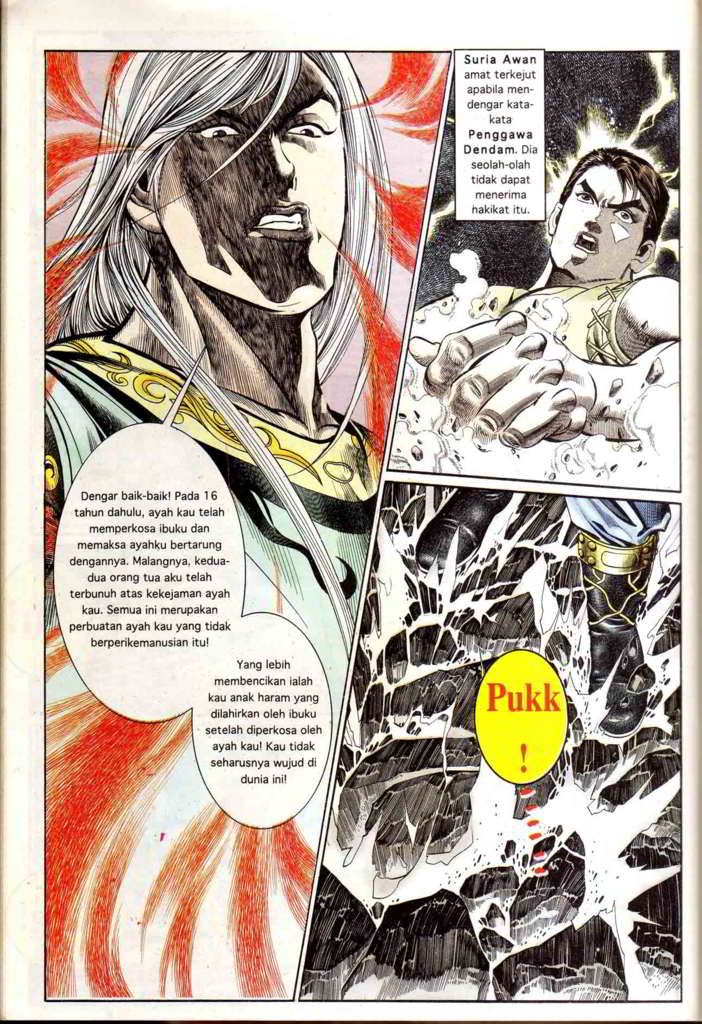 Suria Awan
amat terkejut
apabila men-
dengar kata-
kata
Penggawa
Dendam. Dia
seolah-olah
tidak dapat
menerima
hakikat itu.
Dengar baik-baik! Pada 16
tahun dahulu, ayah kau telah
memperkosa ibuku dan
memaksa ayahku bertarung
dengannya. Malangnya, kedua-
dua orang tua aku telah
terbunuh atas kekejaman ayah
kau. Semua ini merupakan
perbuatan ayah kau yang tidak
berperikemanusian itu!
Yang lebih
membencikan ialah
kau anak haram yang
dilahirkan oleh ibuku
setelah diperkosa oleh
ayah kau! Kau tidak
seharusnya wujud di
dunia ini!
Pukk
!